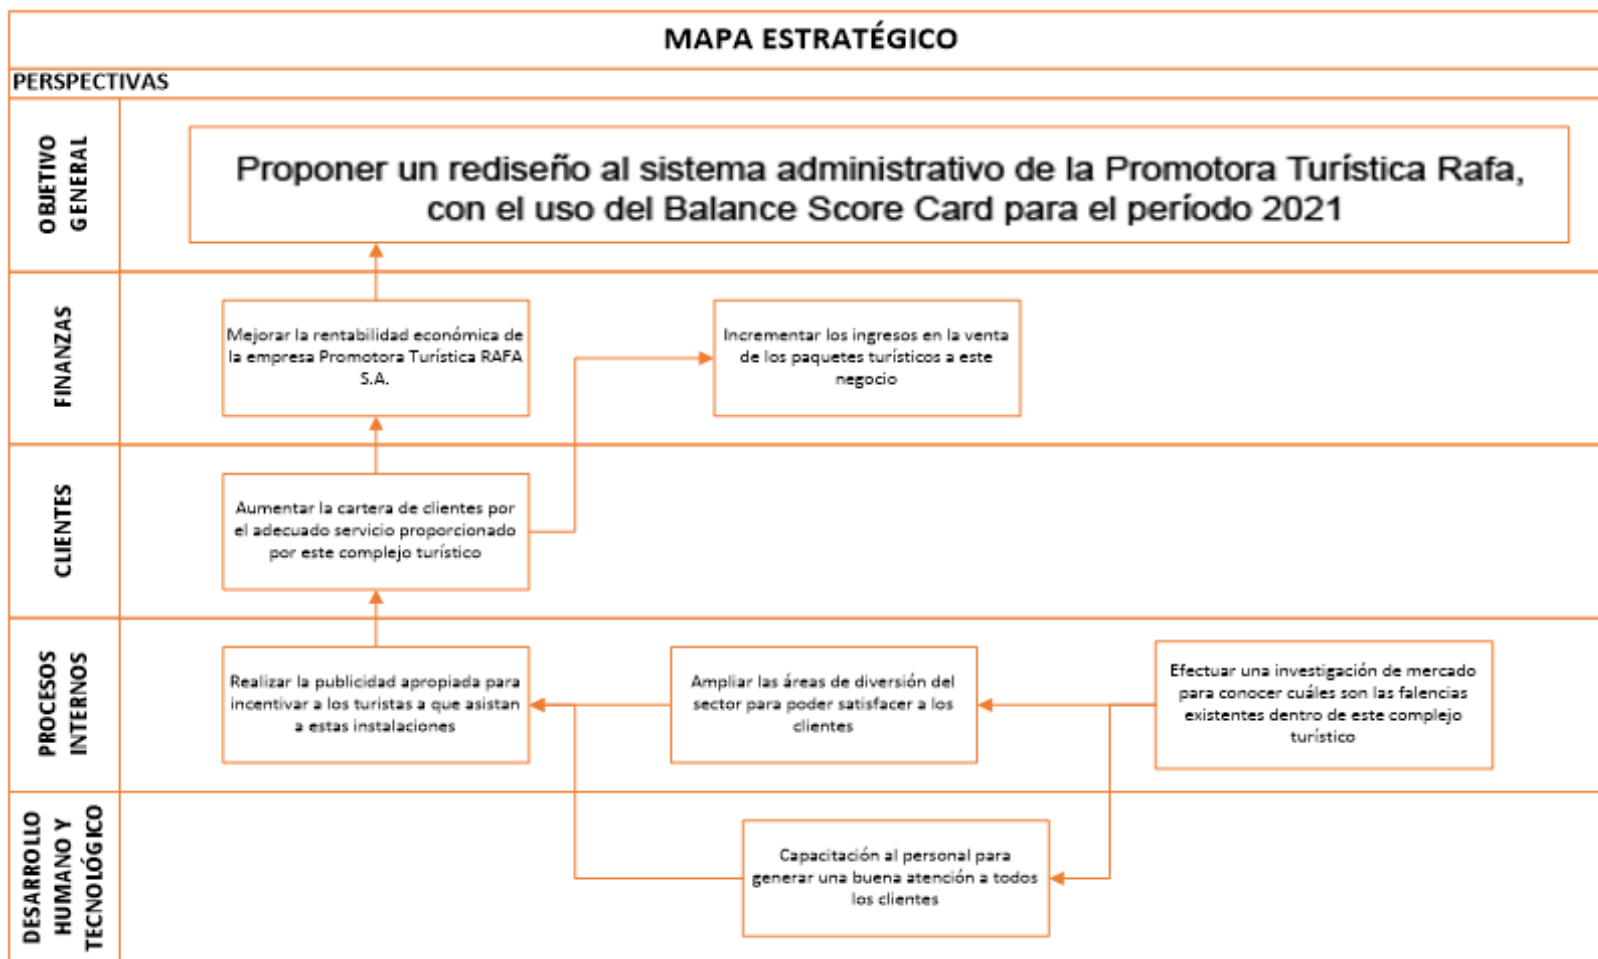 MAPA ESTRATÉGICO
PERSPECTIVAS
OBJETIVO
GENERAL
Proponer un rediseño al sistema administrativo de la Promotora Turística Rafa,
con el uso del Balance Score Card para el período 2021
FINANZAS
Mejorar la rentabilidad económica de
la empresa Promotora Turística RAFA
S.A.
Incrementar los ingresos en la venta
de los paquetes turísticos a este
negocio
CLIENTES
Aumentar la cartera de clientes por
el adecuado servicio proporcionado
por este complejo turístico
PROCESOS
INTERNOS
Realizar la publicidad apropiada para
incentivar a los turistas a que asistan
a estas instalaciones
Ampliar las áreas de diversión del
sector para poder satisfacer a los
clientes
Efectuar una investigación de mercado
para conocer cuáles son las falencias
existentes dentro de este complejo
turístico
DESARROLLO
HUMANO Y
TECNOLÓGICO
Capacitación al personal para
generar una buena atención a todos
los clientes